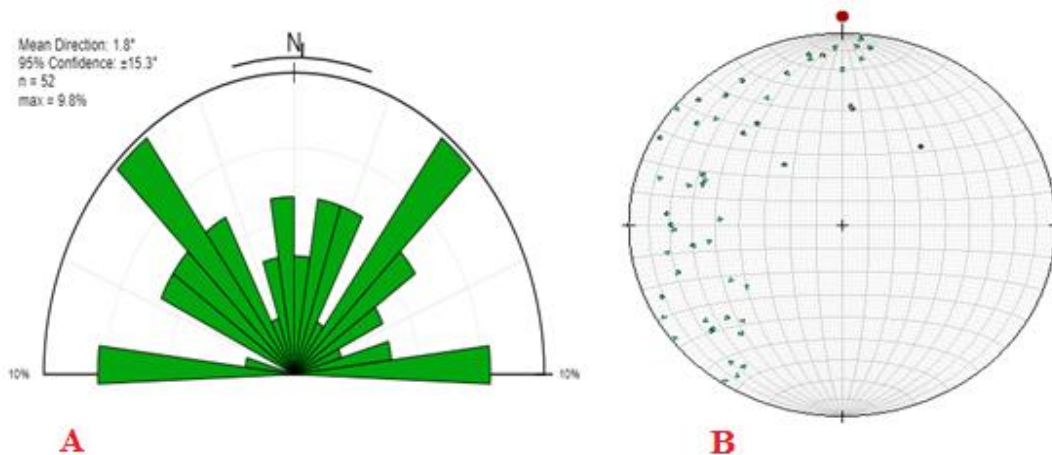 N
Mean Direction: 1.8°
95% Confidence: ±15.3°
n = 52
max = 9.8%
10%
10%
A
B